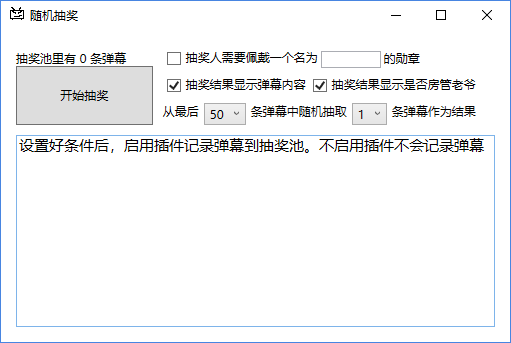 随机抽奖
抽奖池里有 0 条弹幕
抽奖人需要佩戴一个名为 的勋章
开始抽奖
抽奖结果显示弹幕内容 抽奖结果显示是否房管老爷
从最后 50 条弹幕中随机抽取 1 条弹幕作为结果
设置好条件后，启用插件记录弹幕到抽奖池。不启用插件不会记录弹幕